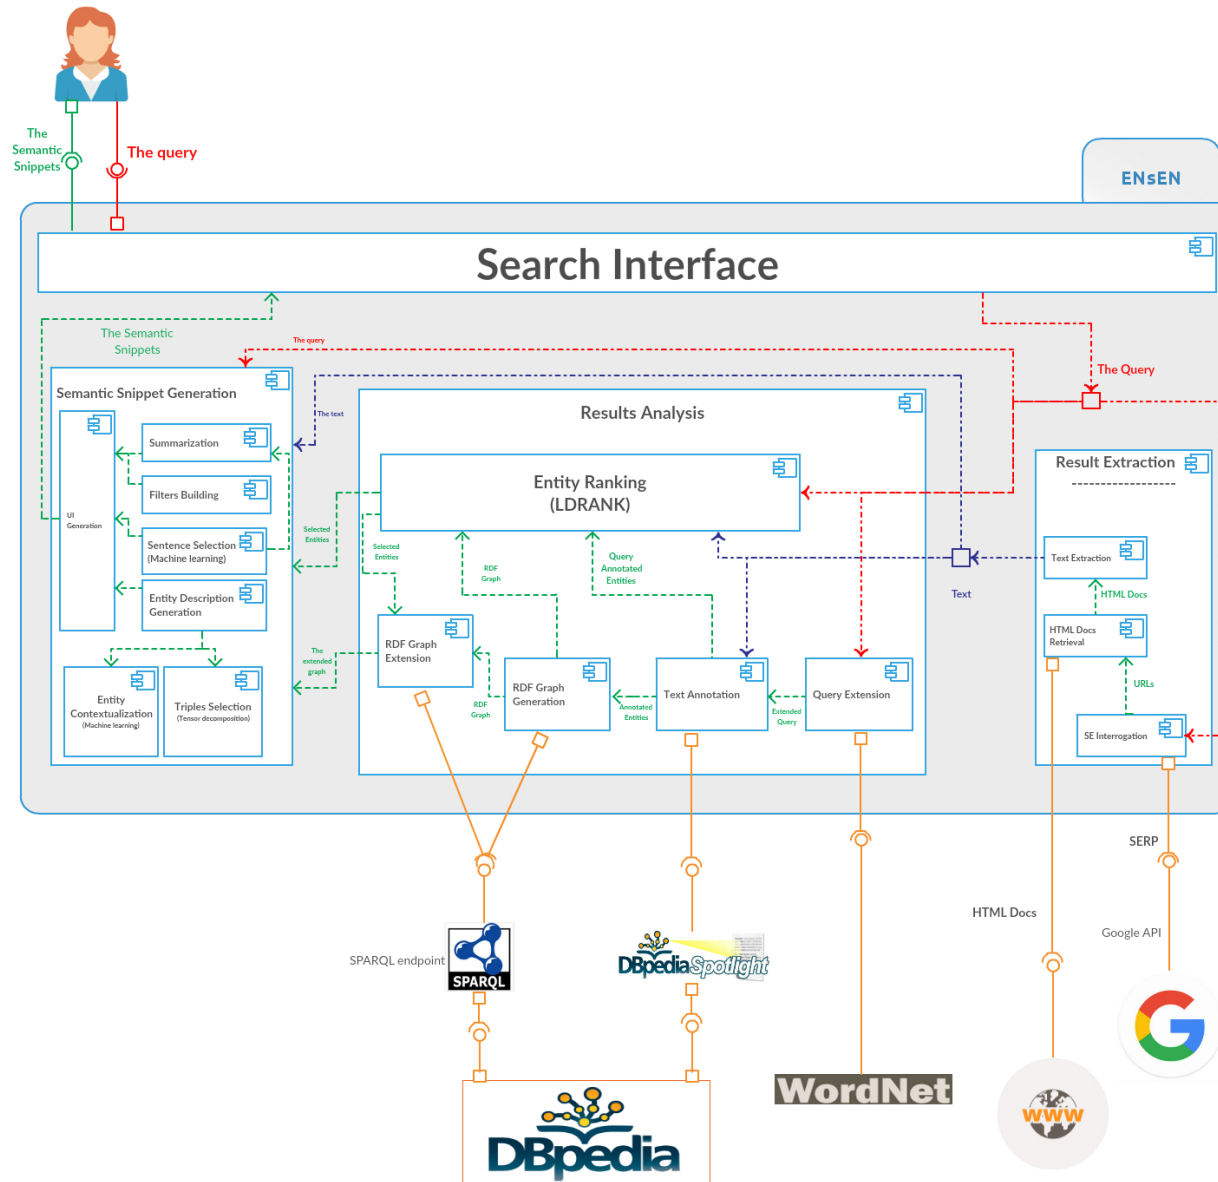 The
Semantic
Snippets
The query
ENsEN
Search Interface
The Semantic
Snippets
The query
The Query
Semantic Snippet Generation
The text
Results Analysis
Result Extraction
UI
Generation
Summarization
Filters Building
Sentence Selection
(Machine learning)
Entity Description
Generation
Entity
Contextualization
(Machine learning)
Triples Selection
(Tensor decomposition)
Selected
Entities
The
extended
graph
Entity Ranking
(LDRANK)
Selected
Entities
RDF
Graph
Query
Annotated
Entities
Text
Text Extraction
HTML Docs
HTML Docs
Retrieval
URLs
SE Interrogation
RDF Graph
Extension
RDF
Graph
RDF Graph
Generation
Annotated
Entities
Text Annotation
Extended
Query
Query Extension
SERP
HTML Docs
Google API
SPARQL endpoint
SPARQL
DBpedia Spotlight
WordNet
G
www
DBpedia